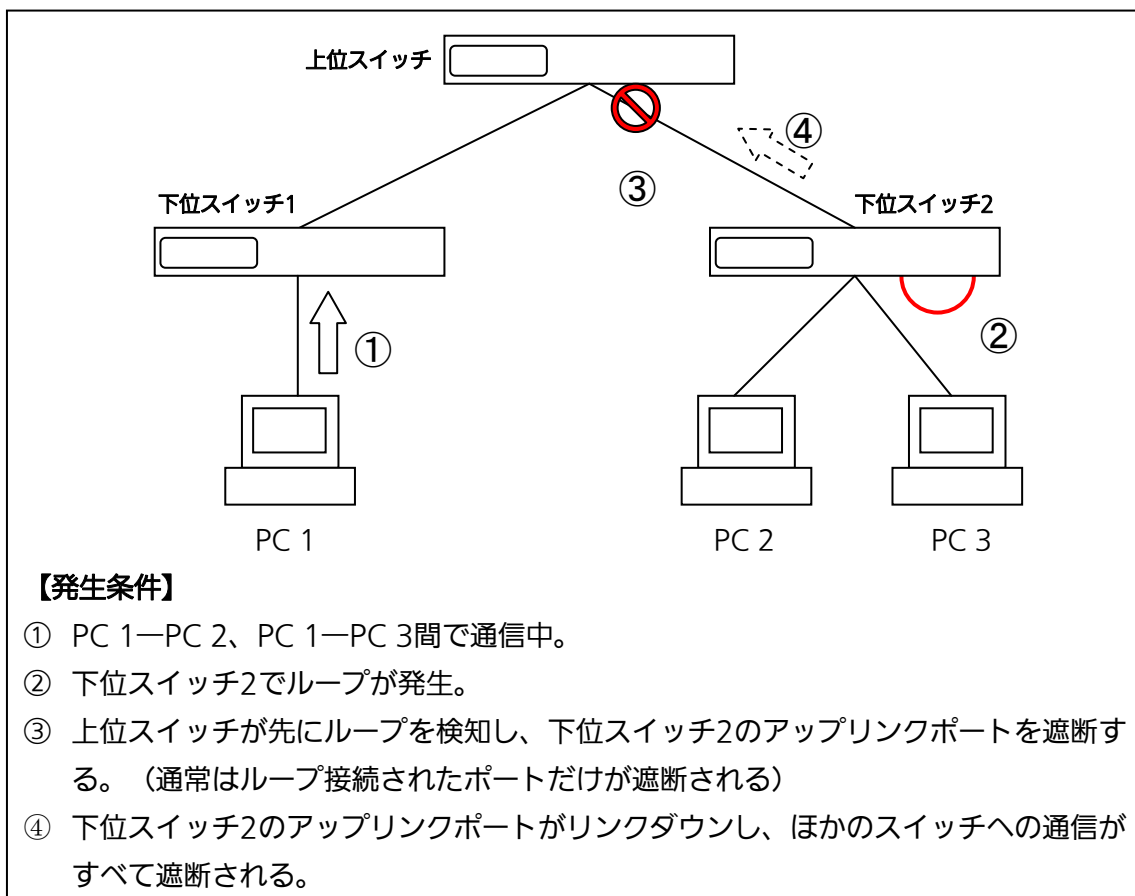 上位スイッチ
④
③
下位スイッチ1
下位スイッチ2
①
②
PC 1
PC 2
PC 3
【発生条件】
① PC 1―PC 2、PC 1―PC 3間で通信中。
② 下位スイッチ2でループが発生。
③ 上位スイッチが先にループを検知し、下位スイッチ2のアップリンクポートを遮断す
る。（通常はループ接続されたポートだけが遮断される）
④ 下位スイッチ2のアップリンクポートがリンクダウンし、ほかのスイッチへの通信が
すべて遮断される。